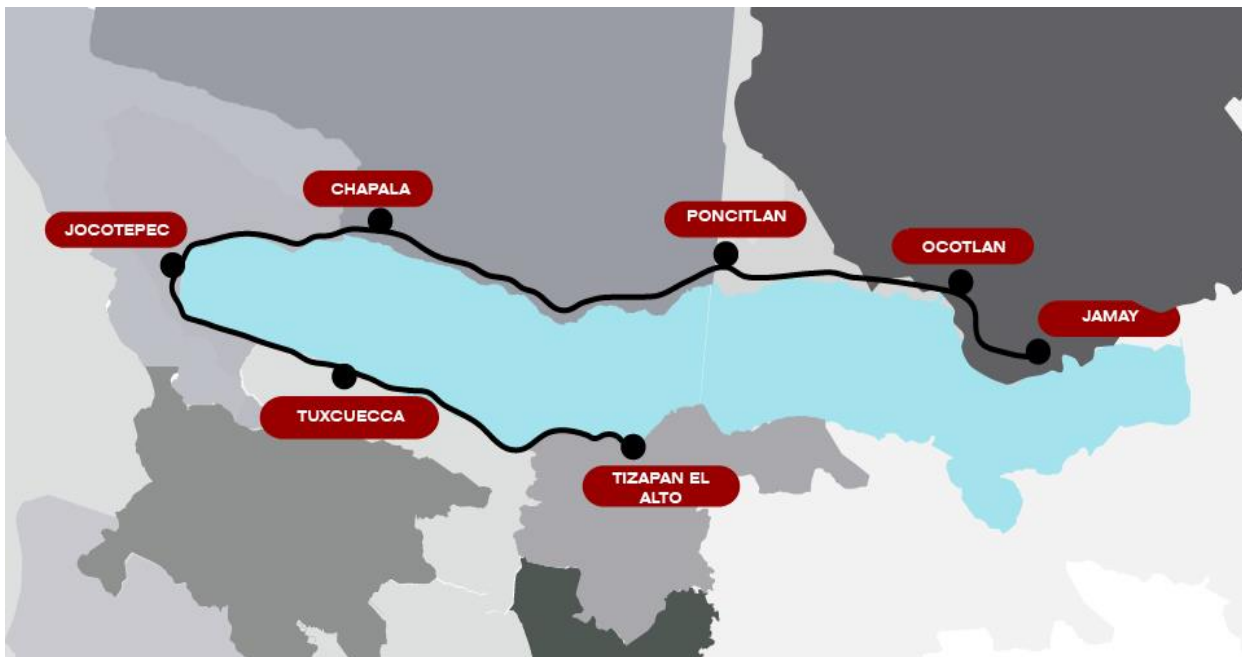 CHAPALA
PONCITLAN
JOCOTEPEC
OCOTLAN
JAMAY
TUXCUECCA
TIZAPAN EL
ALTO